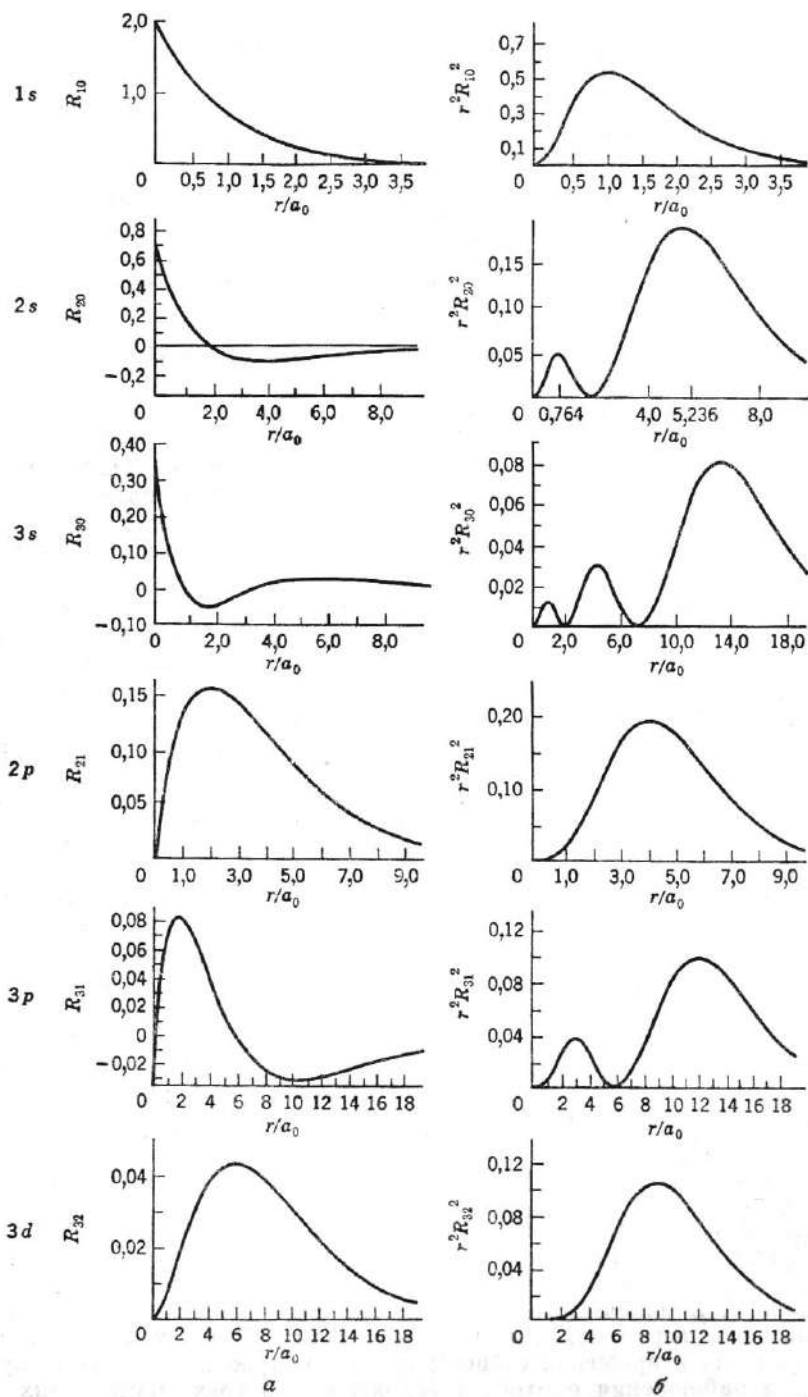 2,0
1,0
0
1s
R₁₀
0,5 1,0 1,5 2,0 2,5 3,0 3,5
r/a₀
0,7
0,5
0,3
0,1
0
r²R₁₀²
0,5 1,0 1,5 2,0 2,5 3,0 3,5
r/a₀
0,8
0,6
0,4
0,2
0
−0,2
0
2s
R₂₀
2,0 4,0 6,0 8,0
r/a₀
0,15
0,10
0,05
0
r²R₂₀²
0,764 4,0 5,236 8,0
r/a₀
0,40
0,30
0,20
0,10
0
−0,10
0
3s
R₃₀
2,0 4,0 6,0 8,0
r/a₀
0,08
0,06
0,04
0,02
0
r²R₃₀²
2,0 6,0 10,0 14,0 18,0
r/a₀
0,15
0,10
0,05
0
2p
R₂₁
1,0 3,0 5,0 7,0 9,0
r/a₀
0,20
0,10
0
r²R₂₁²
1,0 3,0 5,0 7,0 9,0
r/a₀
0,08
0,06
0,04
0,02
0
−0,02
0
3p
R₃₁
2 4 6 8 10 12 14 16 18
r/a₀
0,12
0,08
0,04
0
r²R₃₁²
2 4 6 8 10 12 14 16 18
r/a₀
0,04
0,02
0
3d
R₃₂
2 4 6 8 10 12 14 16 18
r/a₀
0,12
0,08
0,04
0
r²R₃₂²
2 4 6 8 10 12 14 16 18
r/a₀
а
б